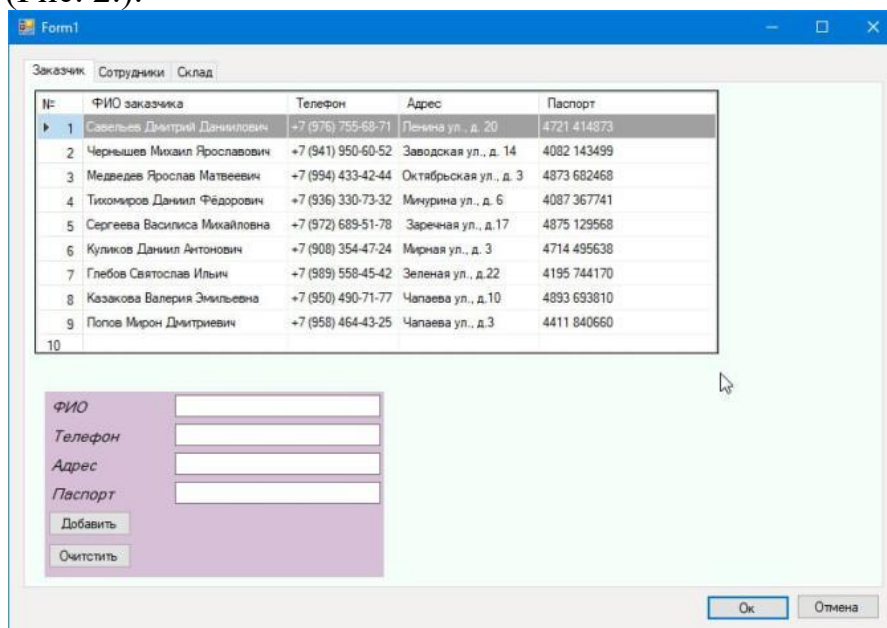 (Рис. 2.).
Form1
Заказчик Сотрудники Склад
№ ФИО заказчика Телефон Адрес Паспорт
1 Савельев Дмитрий Даниилович +7 (976) 755-68-71 Ленина ул., д. 20 4721 414873
2 Чернышев Михаил Ярославович +7 (941) 950-60-52 Заводская ул., д. 14 4082 143499
3 Медведев Ярослав Матвеевич +7 (994) 433-42-44 Октябрьская ул., д. 3 4873 682468
4 Тихомиров Даниил Фёдорович +7 (936) 330-73-32 Мичурина ул., д. 6 4087 367741
5 Сергеева Василиса Михайловна +7 (972) 689-51-78 Заречная ул., д.17 4875 129568
6 Куликов Даниил Антонович +7 (908) 354-47-24 Мирная ул., д. 3 4714 495638
7 Глебов Святослав Ильич +7 (989) 558-45-42 Зеленая ул., д.22 4195 744170
8 Казакова Валерия Эмильевна +7 (950) 490-71-77 Чапаева ул., д.10 4893 693810
9 Попов Мирон Дмитриевич +7 (958) 464-43-25 Чапаева ул., д.3 4411 840660
10
ФИО
Телефон
Адрес
Паспорт
Добавить
Очитстить
Ок Отмена